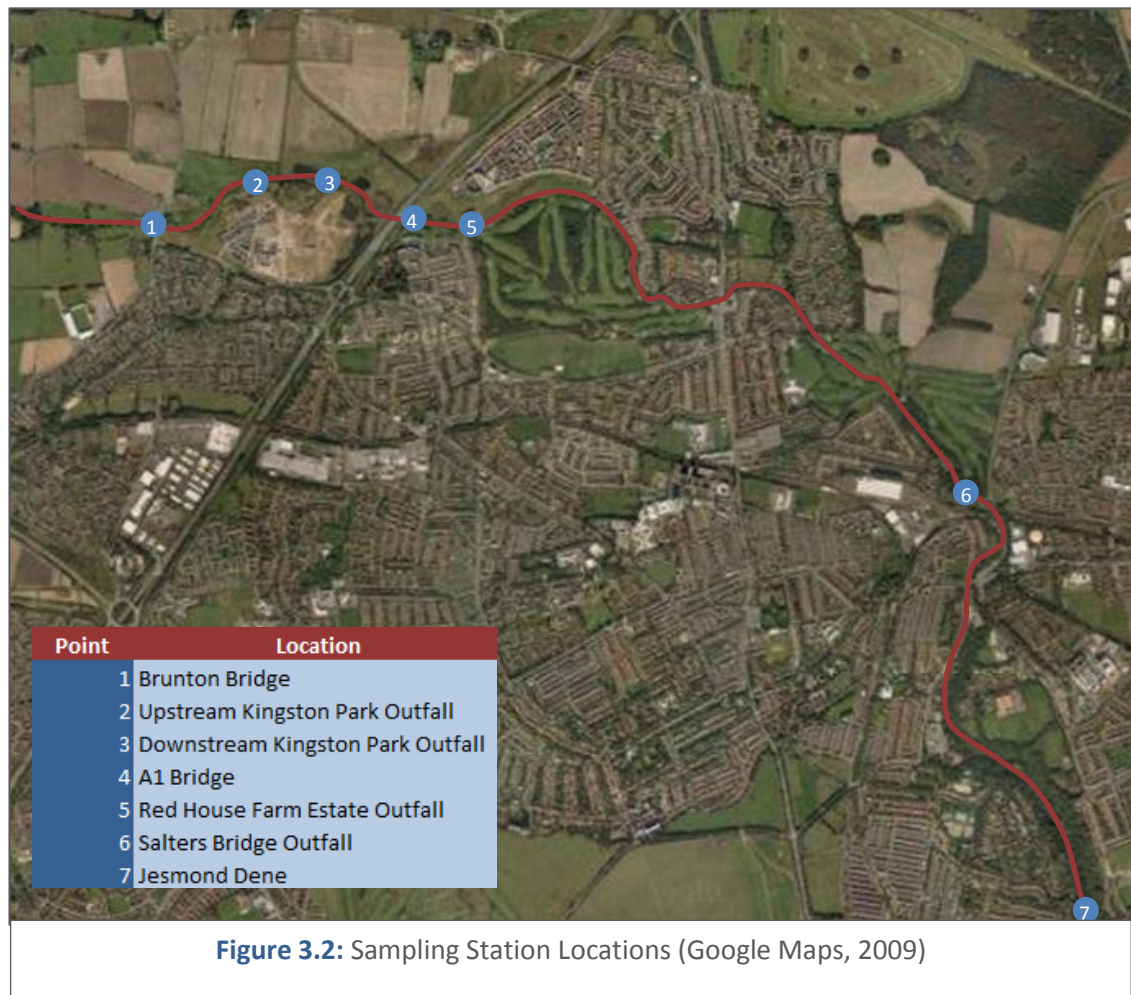 1
2
3
4
5
6
7
Point Location
1 Brunton Bridge
2 Upstream Kingston Park Outfall
3 Downstream Kingston Park Outfall
4 A1 Bridge
5 Red House Farm Estate Outfall
6 Salters Bridge Outfall
7 Jesmond Dene
Figure 3.2: Sampling Station Locations (Google Maps, 2009)